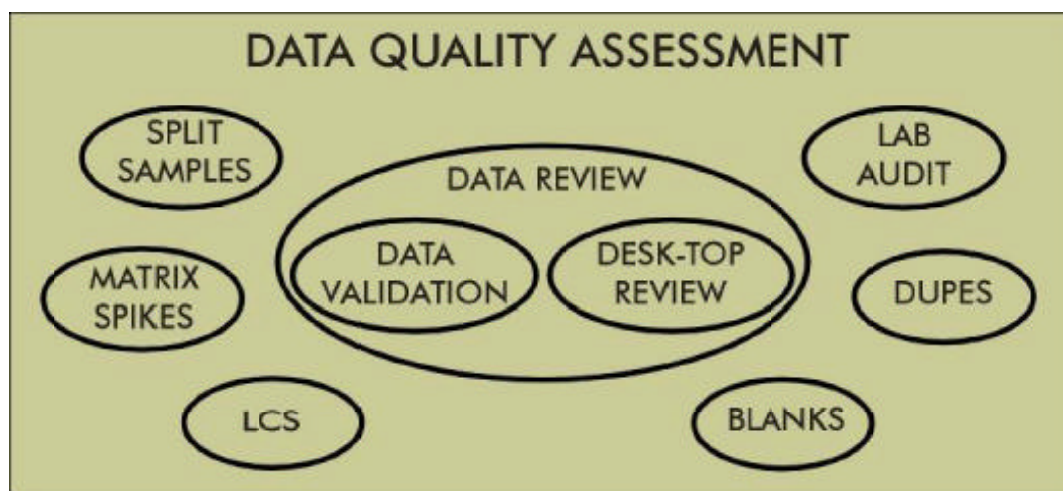 DATA QUALITY ASSESSMENT
SPLIT
SAMPLES
LAB
AUDIT
DATA REVIEW
DATA
VALIDATION
DESK-TOP
REVIEW
MATRIX
SPIKES
DUPES
LCS
BLANKS